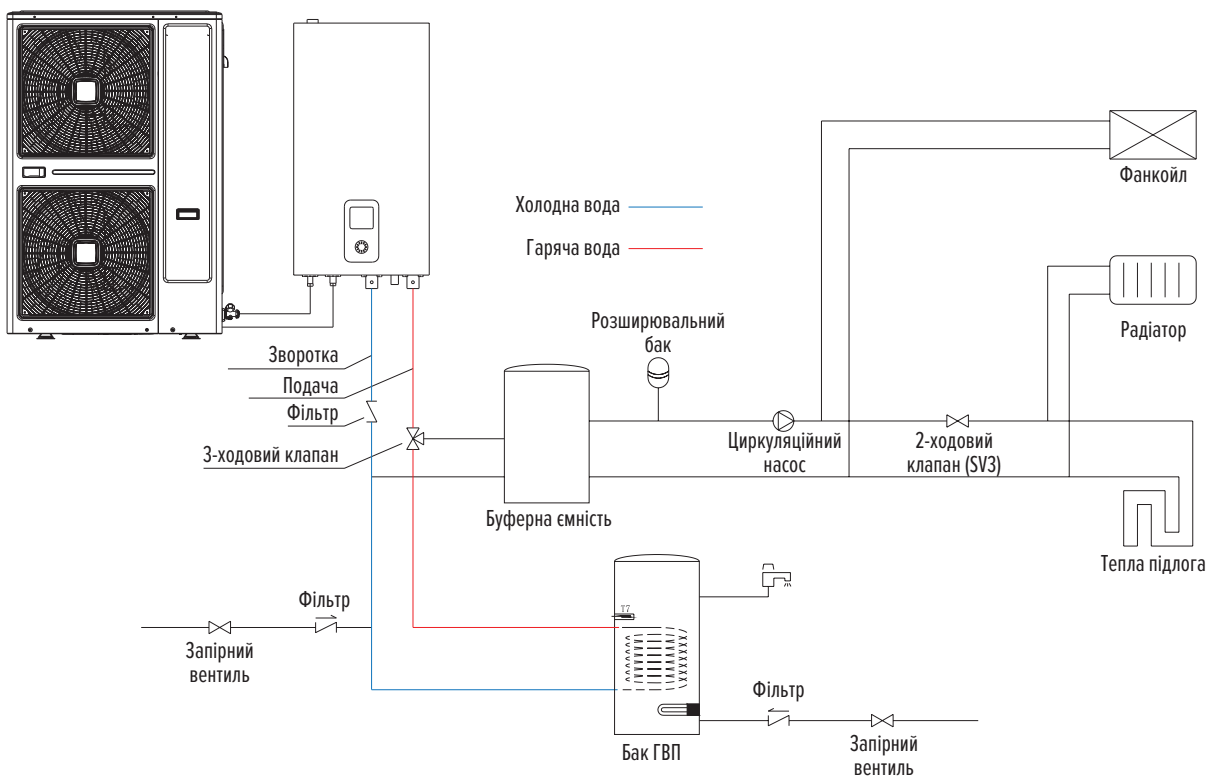 Фанкойл
Холодна вода
Гаряча вода
Розширювальний
бак
Радіатор
Зворотка
Подача
Фільтр
3-ходовий клапан
Циркуляційний
насос
2-ходовий
клапан (SV3)
Буферна ємність
Тепла підлога
T7
Фільтр
Запірний
вентиль
Фільтр
Бак ГВП
Запірний
вентиль